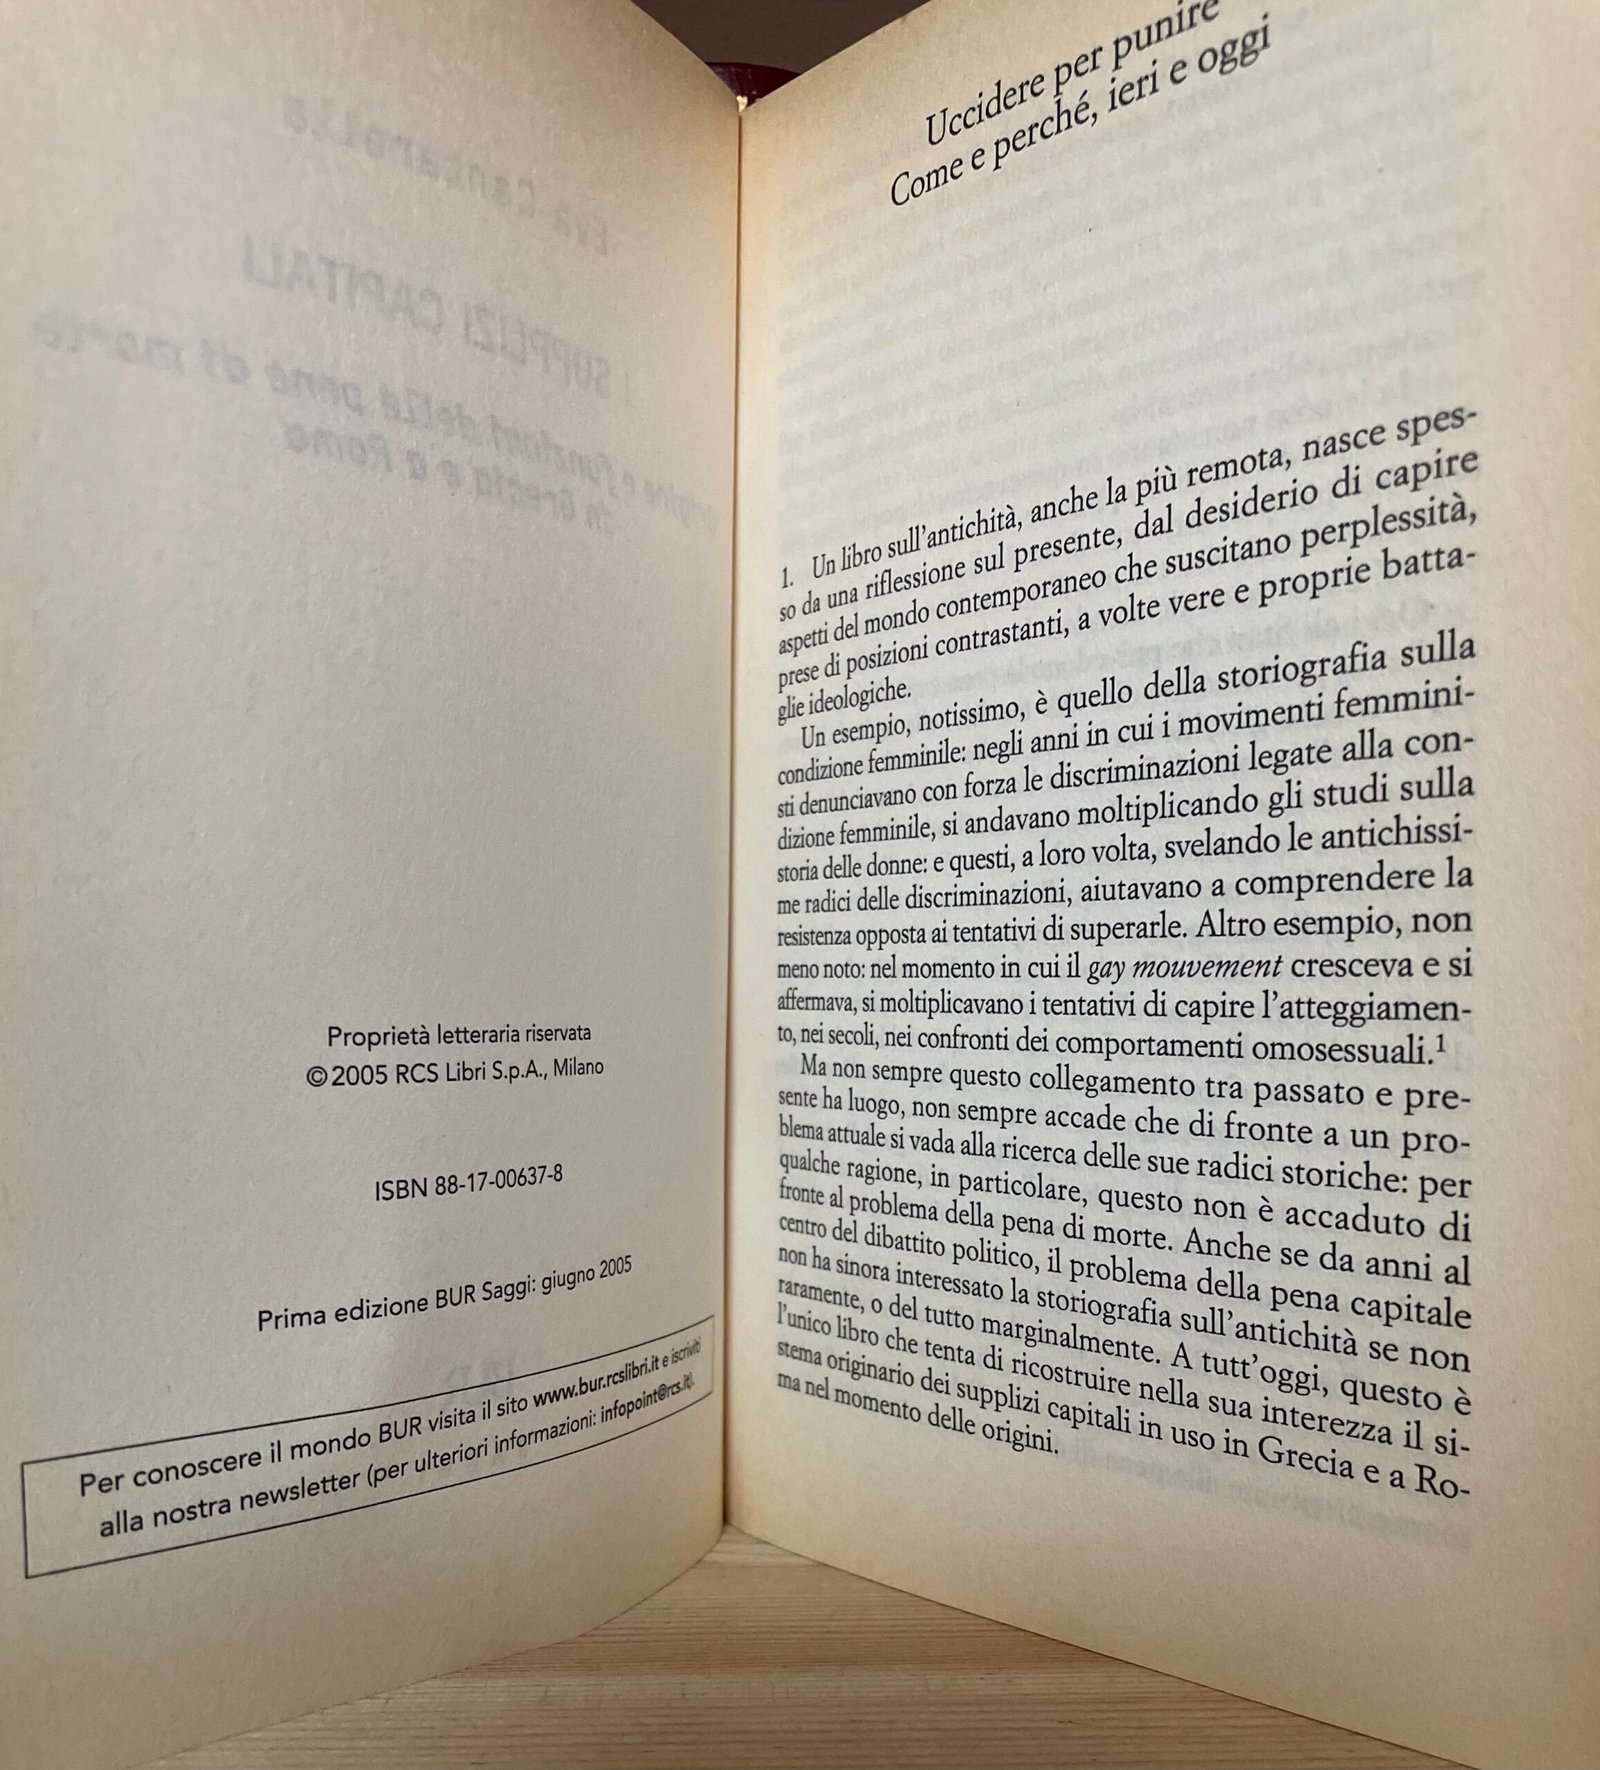 Eva Cantarella
I SUPPLIZI CAPITALI
e funzioni delle pene di morte
in Grecia e a Roma
Proprietà letteraria riservata
© 2005 RCS Libri S.p.A., Milano
ISBN 88-17-00637-8
Prima edizione BUR Saggi: giugno 2005
Per conoscere il mondo BUR visita il sito www.bur.rcslibri.it e iscriviti
alla nostra newsletter (per ulteriori informazioni: infopoint@rcs.it).
Uccidere per punire
Come e perché, ieri e oggi
1. Un libro sull'antichità, anche la più remota, nasce spes-
so da una riflessione sul presente, dal desiderio di capire
aspetti del mondo contemporaneo che suscitano perplessità,
prese di posizioni contrastanti, a volte vere e proprie batta-
glie ideologiche.
Un esempio, notissimo, è quello della storiografia sulla
condizione femminile: negli anni in cui i movimenti femmini-
sti denunciavano con forza le discriminazioni legate alla con-
dizione femminile, si andavano moltiplicando gli studi sulla
storia delle donne: e questi, a loro volta, svelando le antichissi-
me radici delle discriminazioni, aiutavano a comprendere la
resistenza opposta ai tentativi di superarle. Altro esempio, non
meno noto: nel momento in cui il gay mouvement cresceva e si
affermava, si moltiplicavano i tentativi di capire l'atteggiamen-
to, nei secoli, nei confronti dei comportamenti omosessuali.¹
Ma non sempre questo collegamento tra passato e pre-
sente ha luogo, non sempre accade che di fronte a un pro-
blema attuale si vada alla ricerca delle sue radici storiche: per
qualche ragione, in particolare, questo non è accaduto di
fronte al problema della pena di morte. Anche se da anni al
centro del dibattito politico, il problema della pena capitale
non ha sinora interessato la storiografia sull'antichità se non
raramente, o del tutto marginalmente. A tutt'oggi, questo è
l'unico libro che tenta di ricostruire nella sua interezza il si-
stema originario dei supplizi capitali in uso in Grecia e a Ro-
ma nel momento delle origini.